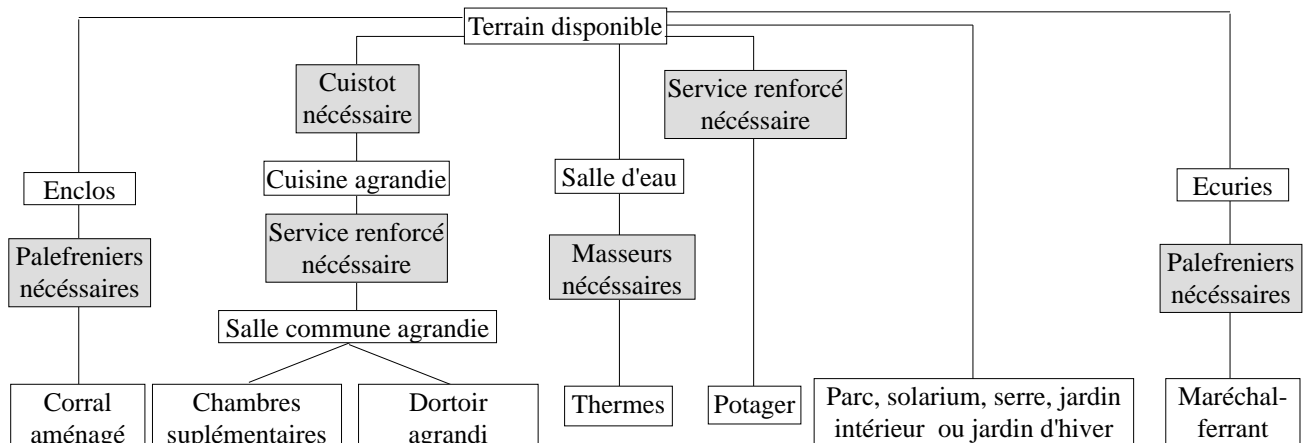 Terrain disponible
Cuistot
nécéssaire
Service renforcé
nécéssaire
Enclos
Cuisine agrandie
Salle d'eau
Ecuries
Palefreniers
nécéssaires
Service renforcé
nécéssaire
Masseurs
nécéssaires
Palefreniers
nécéssaires
Salle commune agrandie
Corral
aménagé
Chambres
suplémentaires
Dortoir
agrandi
Thermes
Potager
Parc, solarium, serre, jardin
intérieur ou jardin d'hiver
Maréchal-
ferrant